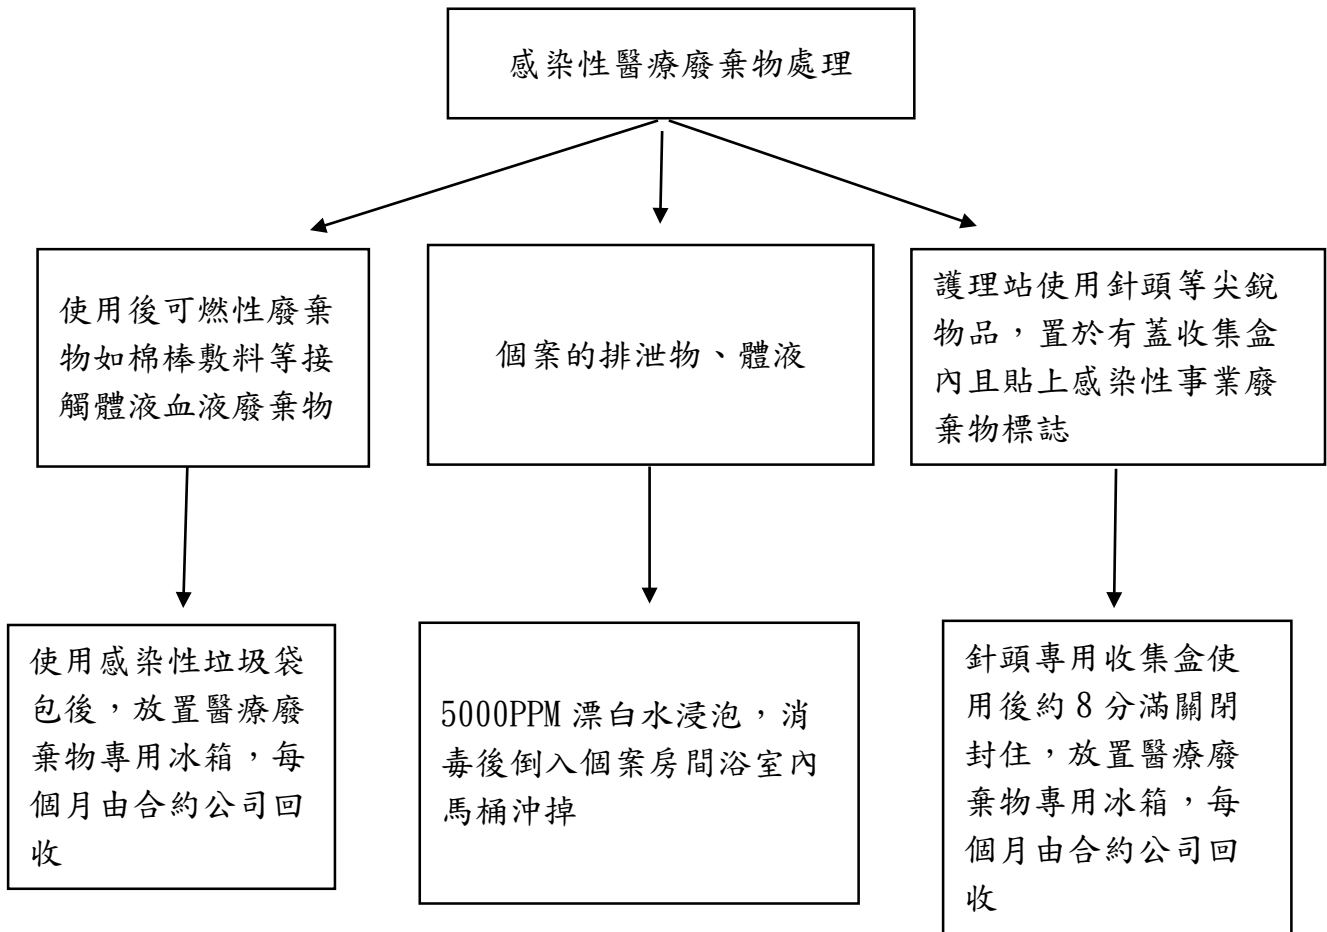 感染性醫療廢棄物處理
使用後可燃性廢棄
物如棉棒敷料等接
觸體液血液廢棄物
個案的排泄物、體液
護理站使用針頭等尖銳
物品，置於有蓋收集盒
內且貼上感染性事業廢
棄物標誌
使用感染性垃圾袋
包後，放置醫療廢
棄物專用冰箱，每
個月由合約公司回
收
5000PPM 漂白水浸泡，消
毒後倒入個案房間浴室內
馬桶沖掉
針頭專用收集盒使
用後約 8 分滿關閉
封住，放置醫療廢
棄物專用冰箱，每
個月由合約公司回
收